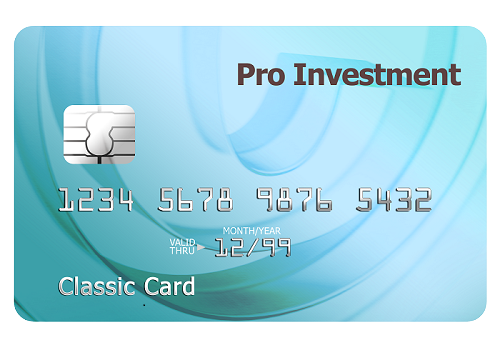 Pro Investment
1234 5678 9876 5432
MONTH/YEAR
VALID THRU 12/99
Classic Card